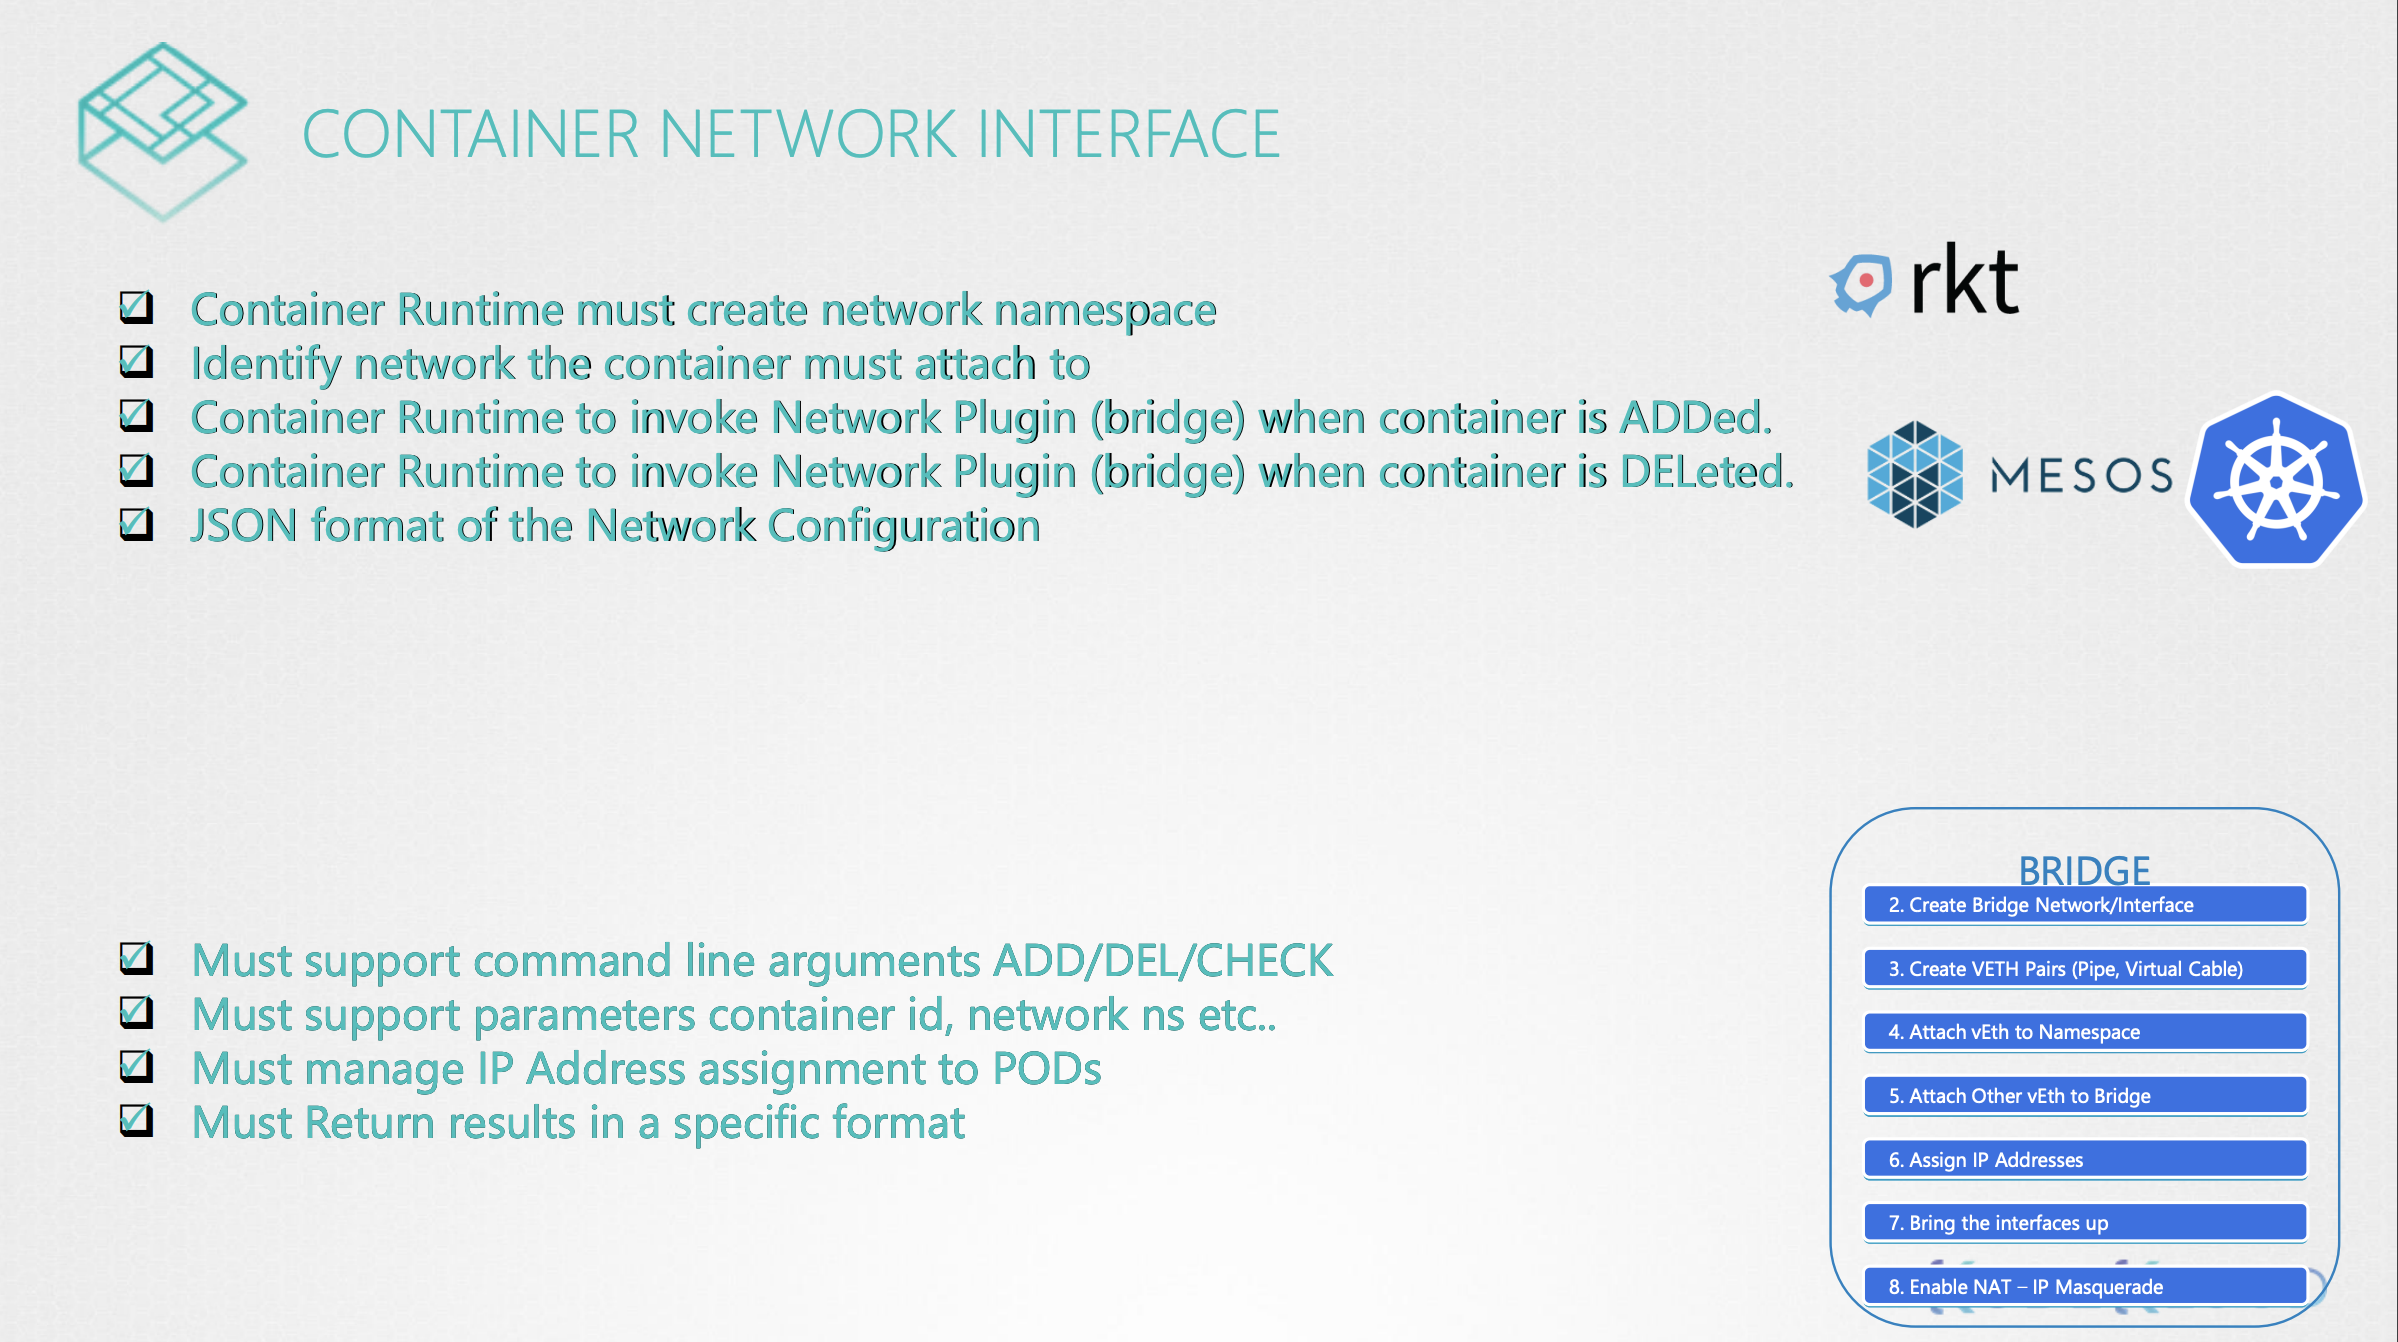 CONTAINER NETWORK INTERFACE
rkt
Container Runtime must create network namespace
Identify network the container must attach to
Container Runtime to invoke Network Plugin (bridge) when container is ADDed.
Container Runtime to invoke Network Plugin (bridge) when container is DELeted.
JSON format of the Network Configuration
MESOS
BRIDGE
2. Create Bridge Network/Interface
3. Create VETH Pairs (Pipe, Virtual Cable)
4. Attach vEth to Namespace
5. Attach Other vEth to Bridge
6. Assign IP Addresses
7. Bring the interfaces up
8. Enable NAT – IP Masquerade
Must support command line arguments ADD/DEL/CHECK
Must support parameters container id, network ns etc..
Must manage IP Address assignment to PODs
Must Return results in a specific format